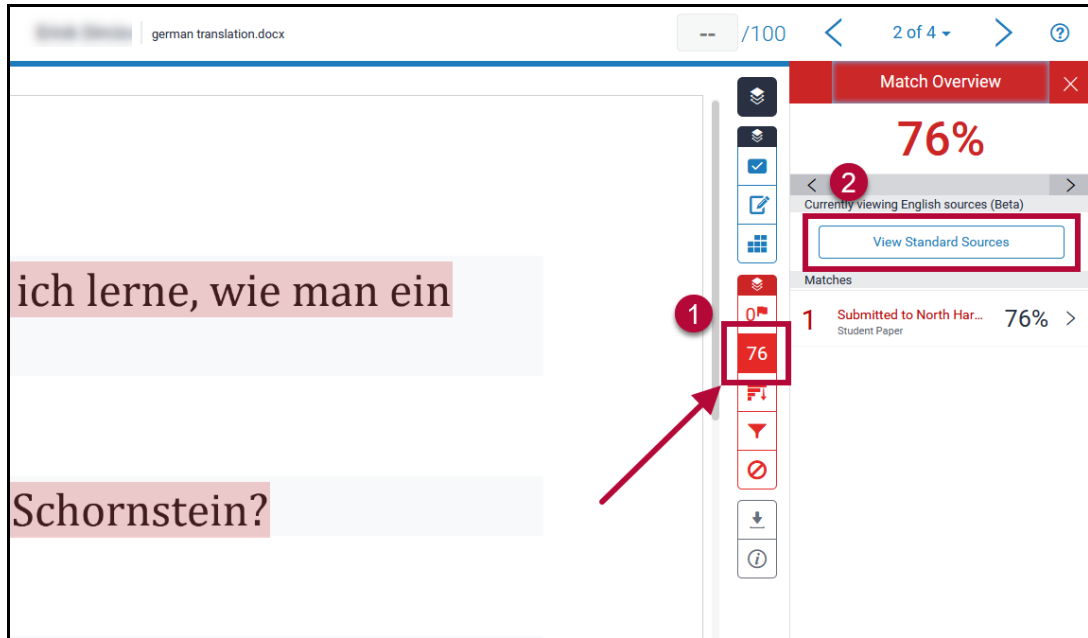 german translation.docx
-- /100
2 of 4
?
Match Overview
76%
2
Currently viewing English sources (Beta)
View Standard Sources
Matches
1 Submitted to North Har... 76%
Student Paper
1
0
76
i
ich lerne, wie man ein
Schornstein?